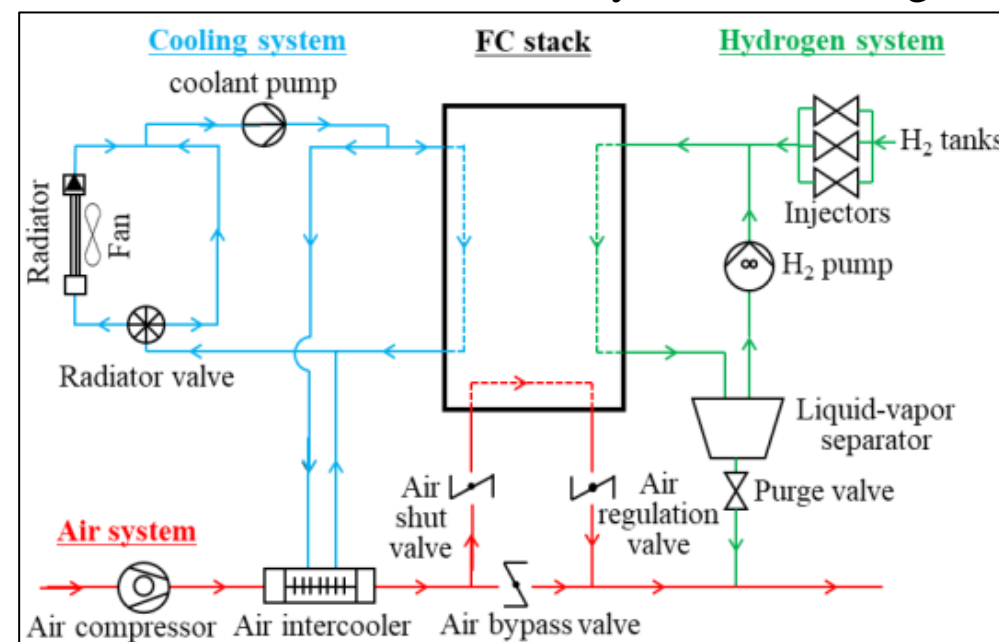 Cooling system
FC stack
Hydrogen system
coolant pump
H₂ tanks
Injectors
Radiator
Fan
H₂ pump
Radiator valve
Liquid-vapor
separator
Air
shut
valve
Air
regulation
valve
Purge valve
Air system
Air compressor
Air intercooler
Air bypass valve